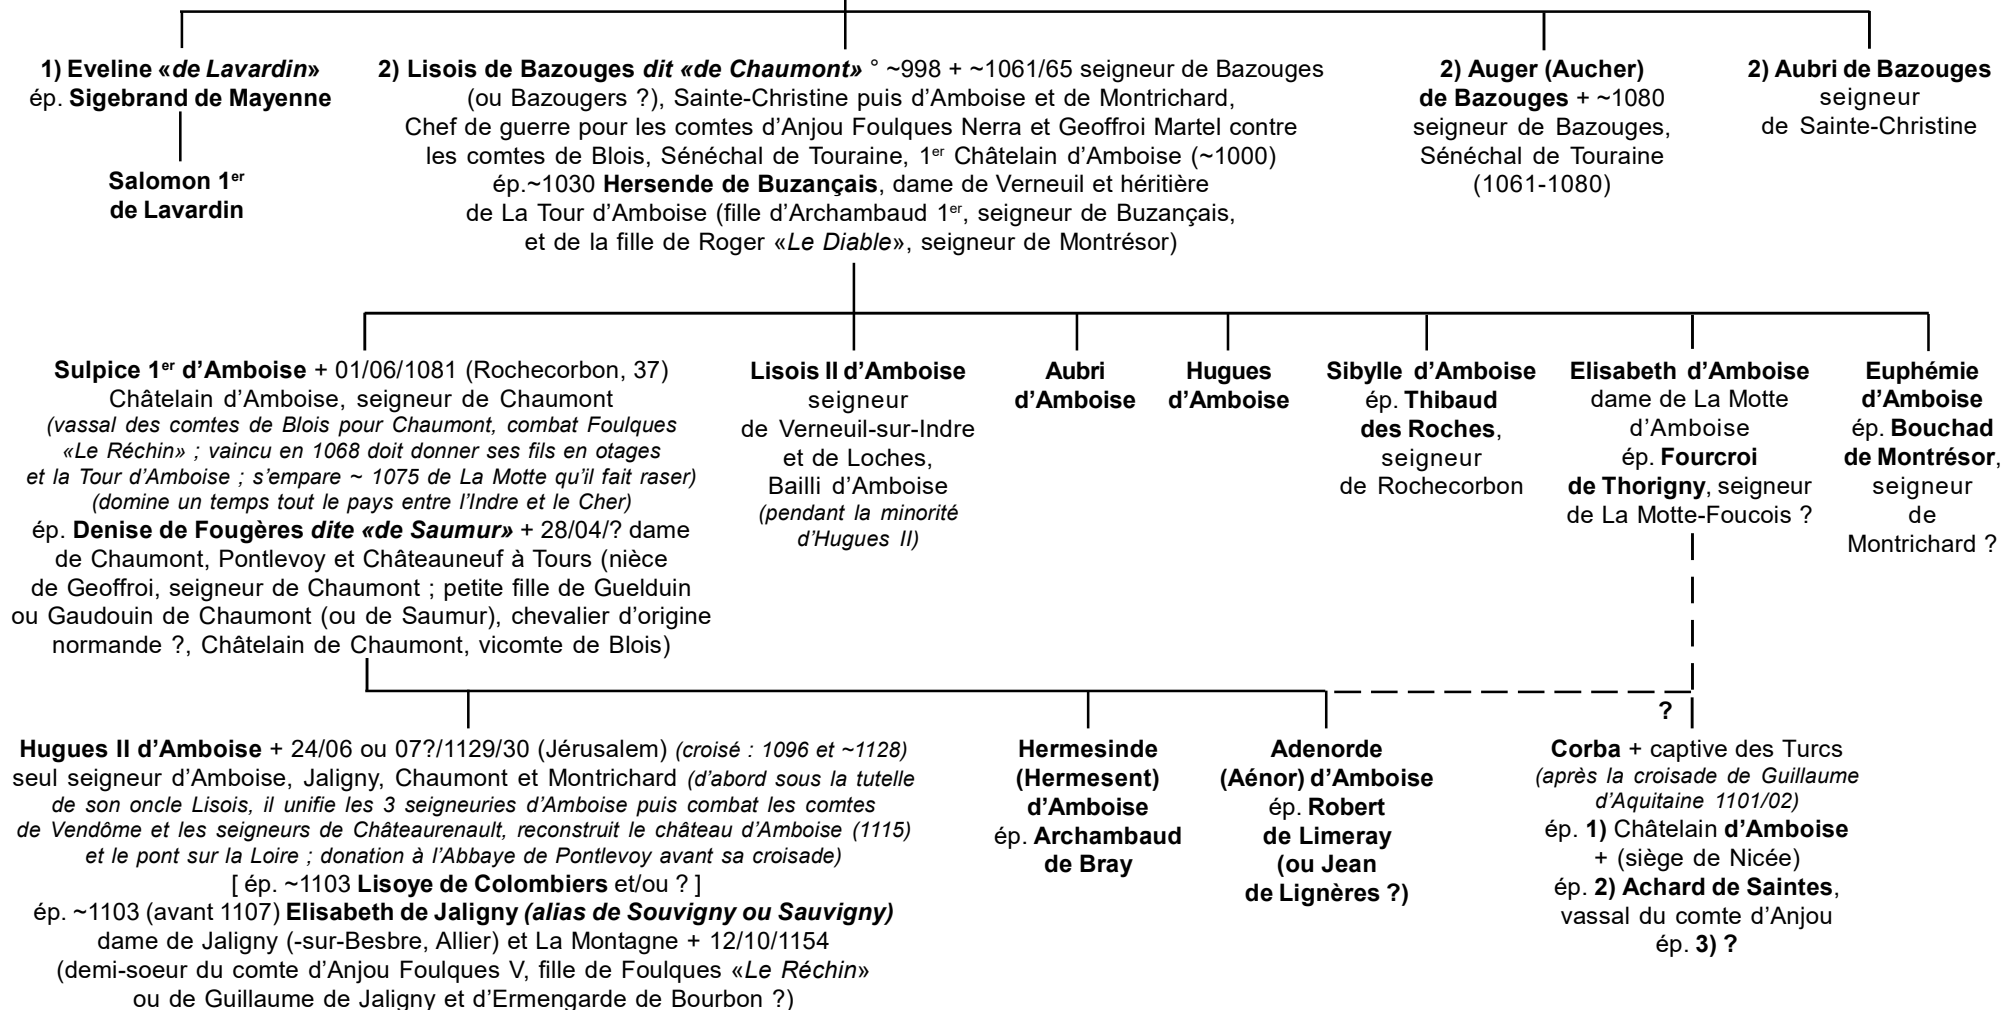 1) Eveline «de Lavardin»
ép. Sigebrand de Mayenne
Salomon 1er
de Lavardin
2) Lisois de Bazouges dit «de Chaumont» ° ~998 + ~1061/65 seigneur de Bazouges
(ou Bazougers ?), Sainte-Christine puis d'Amboise et de Montrichard,
Chef de guerre pour les comtes d'Anjou Foulques Nerra et Geoffroi Martel contre
les comtes de Blois, Sénéchal de Touraine, 1er Châtelain d'Amboise (~1000)
ép.~1030 Hersende de Buzançais, dame de Verneuil et héritière
de La Tour d'Amboise (fille d'Archambaud 1er, seigneur de Buzançais,
et de la fille de Roger «Le Diable», seigneur de Montrésor)
2) Auger (Aucher)
de Bazouges + ~1080
seigneur de Bazouges,
Sénéchal de Touraine
(1061-1080)
2) Aubri de Bazouges
seigneur
de Sainte-Christine
Sulpice 1er d'Amboise + 01/06/1081 (Rochecorbon, 37)
Châtelain d'Amboise, seigneur de Chaumont
(vassal des comtes de Blois pour Chaumont, combat Foulques
«Le Réchin» ; vaincu en 1068 doit donner ses fils en otages
et la Tour d'Amboise ; s'empare ~ 1075 de La Motte qu'il fait raser)
(domine un temps tout le pays entre l'Indre et le Cher)
ép. Denise de Fougères dite «de Saumur» + 28/04/? dame
de Chaumont, Pontlevoy et Châteauneuf à Tours (nièce
de Geoffroi, seigneur de Chaumont ; petite fille de Guelduin
ou Gaudouin de Chaumont (ou de Saumur), chevalier d'origine
normande ?, Châtelain de Chaumont, vicomte de Blois)
Lisois II d'Amboise
seigneur
de Verneuil-sur-Indre
et de Loches,
Bailli d'Amboise
(pendant la minorité
d'Hugues II)
Aubri
d'Amboise
Hugues
d'Amboise
Sibylle d'Amboise
ép. Thibaud
des Roches,
seigneur
de Rochecorbon
Elisabeth d'Amboise
dame de La Motte
d'Amboise
ép. Fourcroi
de Thorigny, seigneur
de La Motte-Foucois ?
Euphémie
d'Amboise
ép. Bouchad
de Montrésor,
seigneur
de
Montrichard ?
Hugues II d'Amboise + 24/06 ou 07?/1129/30 (Jérusalem) (croisé : 1096 et ~1128)
seul seigneur d'Amboise, Jaligny, Chaumont et Montrichard (d'abord sous la tutelle
de son oncle Lisois, il unifie les 3 seigneuries d'Amboise puis combat les comtes
de Vendôme et les seigneurs de Châteaurenault, reconstruit le château d'Amboise (1115)
et le pont sur la Loire ; donation à l'Abbaye de Pontlevoy avant sa croisade)
[ ép. ~1103 Lisoye de Colombiers et/ou ? ]
ép. ~1103 (avant 1107) Elisabeth de Jaligny (alias de Souvigny ou Sauvigny)
dame de Jaligny (-sur-Besbre, Allier) et La Montagne + 12/10/1154
(demi-soeur du comte d'Anjou Foulques V, fille de Foulques «Le Réchin»
ou de Guillaume de Jaligny et d'Ermengarde de Bourbon ?)
Hermesinde
(Hermesent)
d'Amboise
ép. Archambaud
de Bray
Adenorde
(Aénor) d'Amboise
ép. Robert
de Limeray
(ou Jean
de Lignères ?)
?
Corba + captive des Turcs
(après la croisade de Guillaume
d'Aquitaine 1101/02)
ép. 1) Châtelain d'Amboise
+ (siège de Nicée)
ép. 2) Achard de Saintes,
vassal du comte d'Anjou
ép. 3) ?